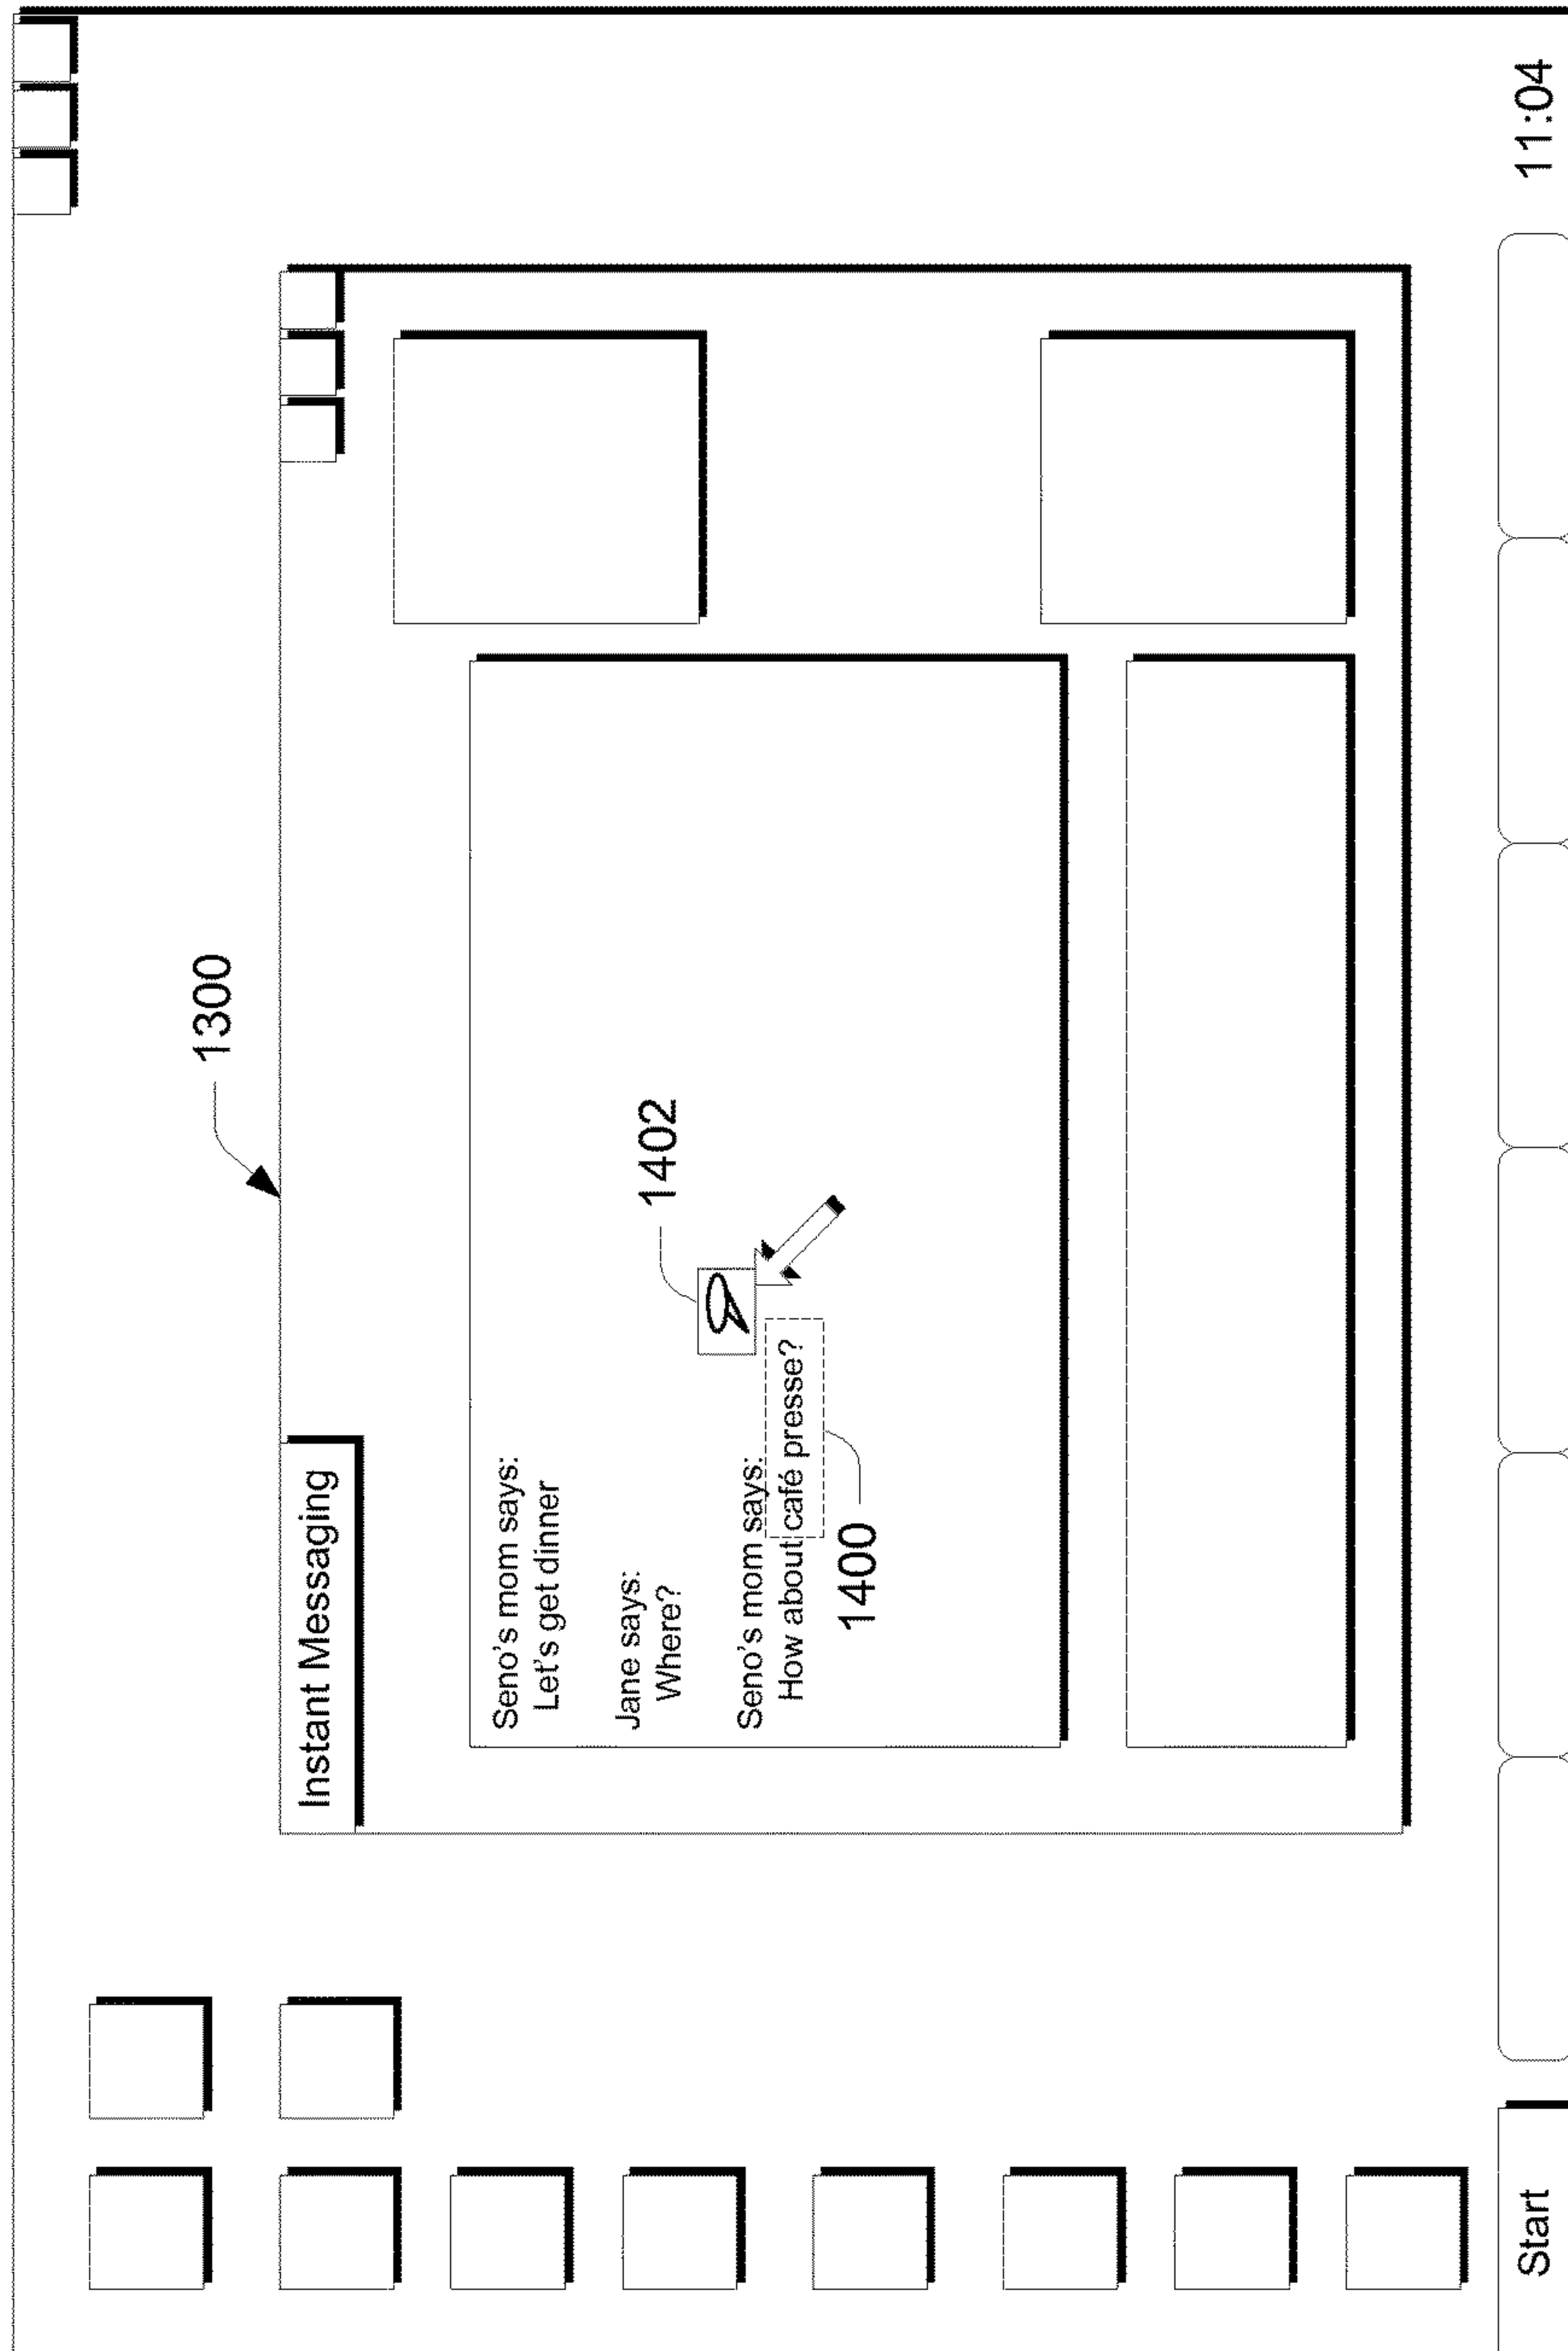 1300
Instant Messaging
Seno's mom says:
Let's get dinner
Jane says:
Where?
1402
Seno's mom says:
How about café presse?
1400
Start
11:04